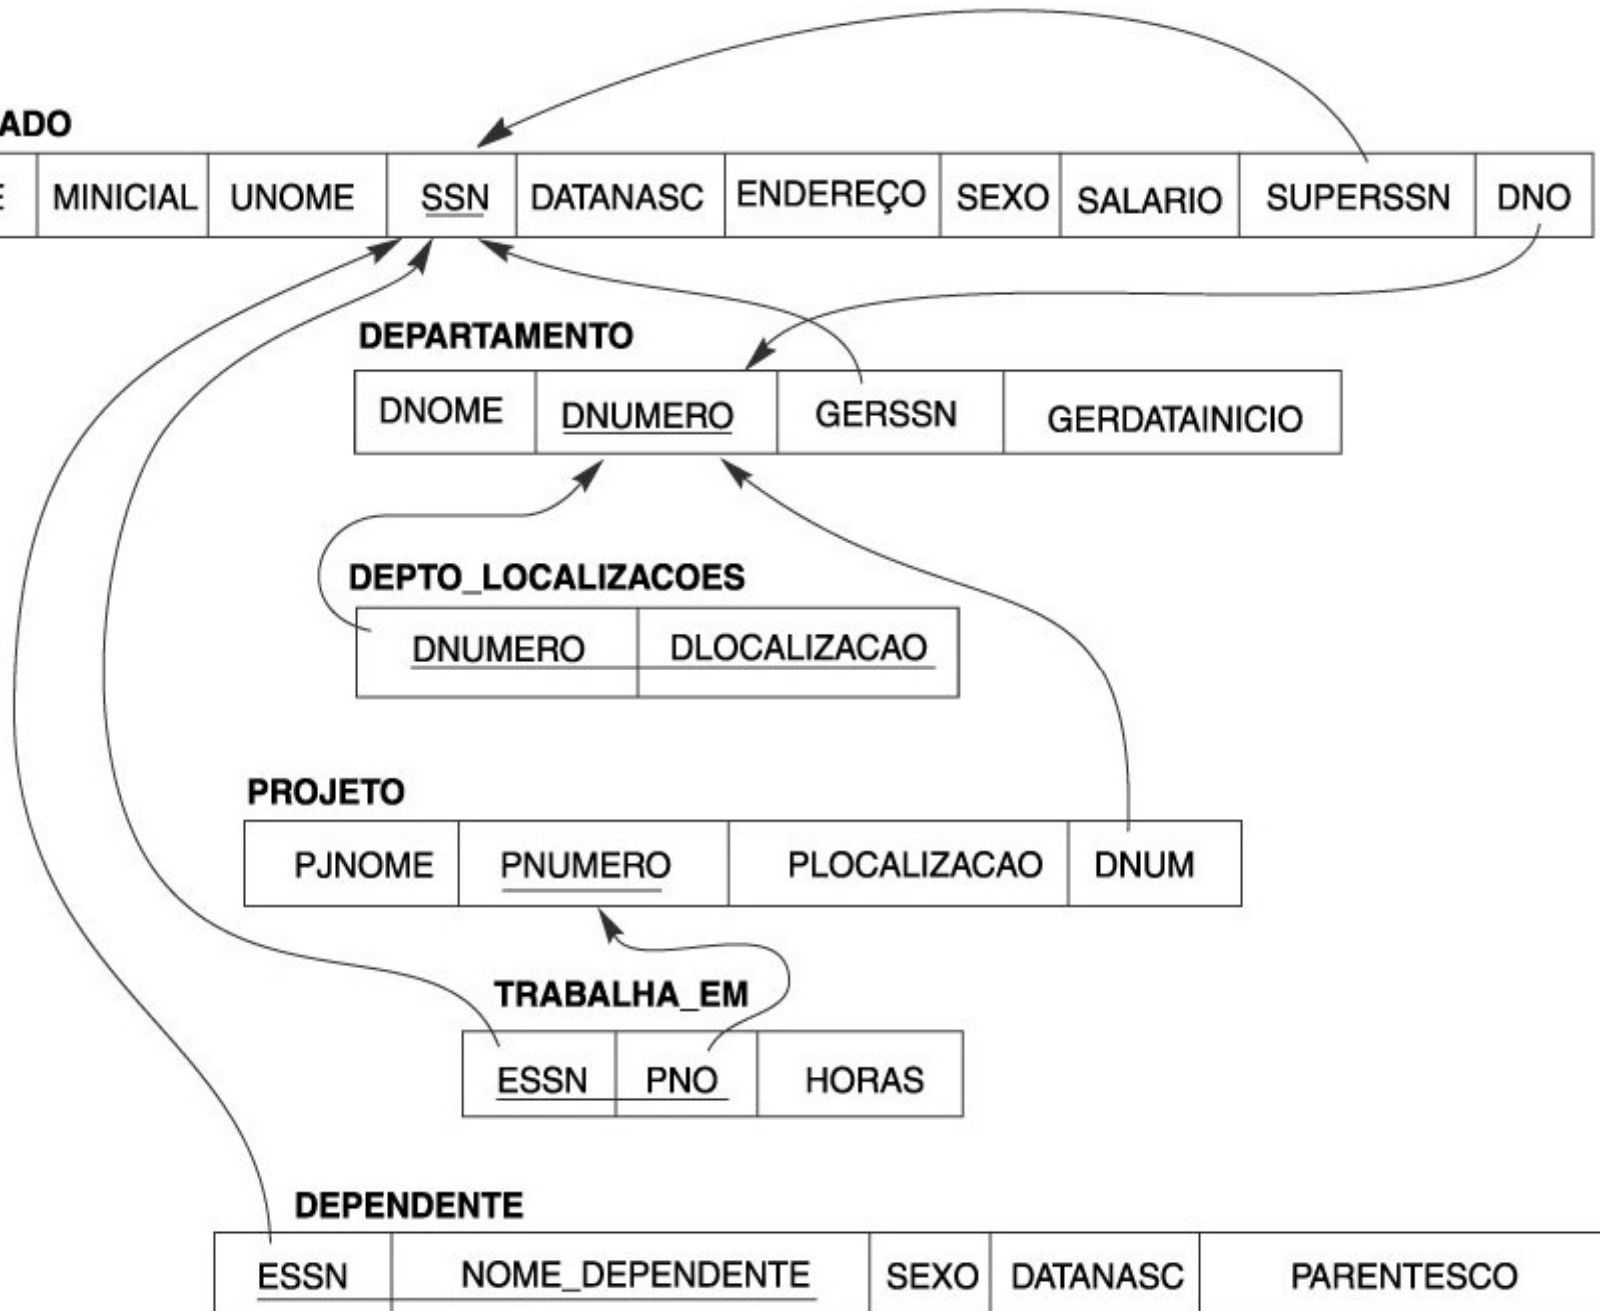 ADO
E MINICIAL UNOME SSN DATANASC ENDEREÇO SEXO SALARIO SUPERSSN DNO
DEPARTAMENTO
DNOME DNUMERO GERSSN GERDATAINICIO
DEPTO_LOCALIZACOES
DNUMERO DLOCALIZACAO
PROJETO
PJNOME PNUMERO PLOCALIZACAO DNUM
TRABALHA_EM
ESSN PNO HORAS
DEPENDENTE
ESSN NOME_DEPENDENTE SEXO DATANASC PARENTESCO